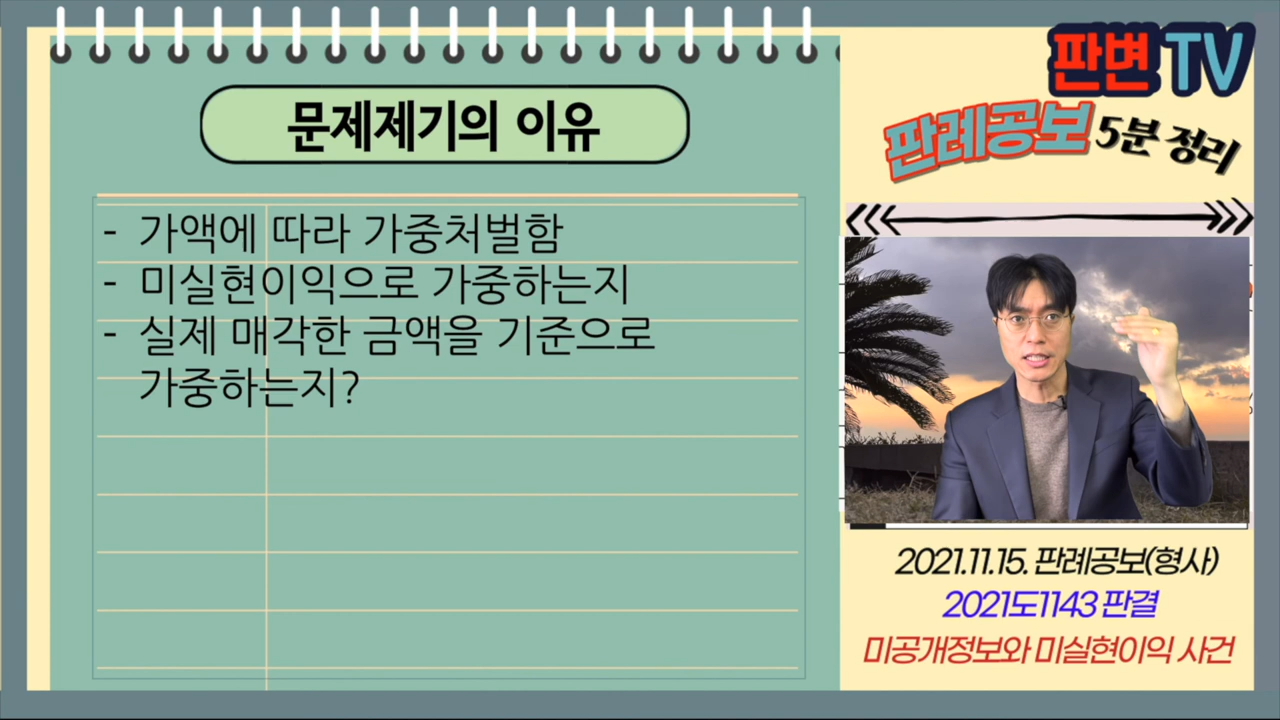 문제제기의 이유
- 가액에 따라 가중처벌함
- 미실현이익으로 가중하는지
- 실제 매각한 금액을 기준으로
가중하는지?
판변 TV
판례공보 5분 정리
2021.11.15. 판례공보(형사)
2021도1143 판결
미공개정보와 미실현이익 사건